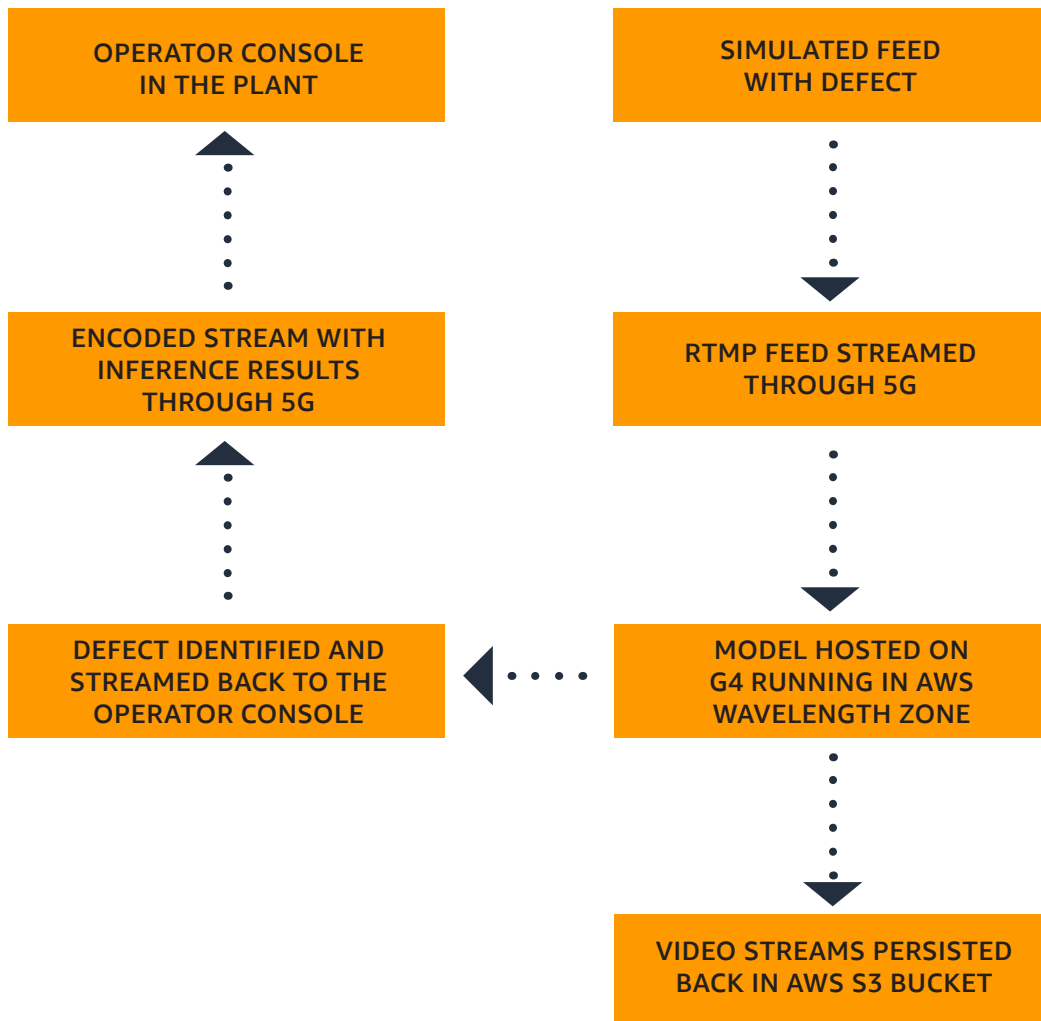 OPERATOR CONSOLE
IN THE PLANT
SIMULATED FEED
WITH DEFECT
ENCODED STREAM WITH
INFERENCE RESULTS
THROUGH 5G
RTMP FEED STREAMED
THROUGH 5G
DEFECT IDENTIFIED AND
STREAMED BACK TO THE
OPERATOR CONSOLE
MODEL HOSTED ON
G4 RUNNING IN AWS
WAVELENGTH ZONE
VIDEO STREAMS PERSISTED
BACK IN AWS S3 BUCKET